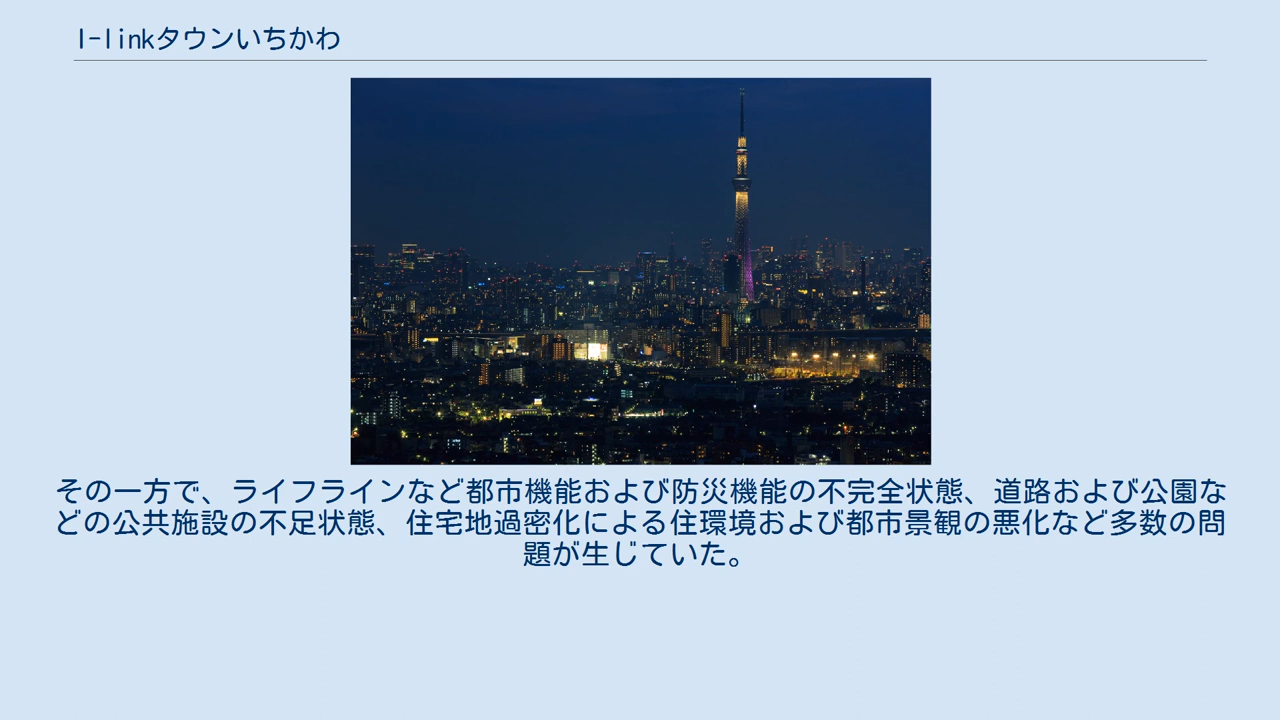 I-linkタウンいちかわ
その一方で、ライフラインなど都市機能および防災機能の不完全状態、道路および公園な
どの公共施設の不足状態、住宅地過密化による住環境および都市景観の悪化など多数の問
題が生じていた。